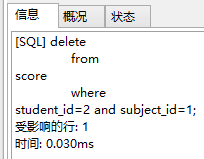 信息 概况 状态
[SQL] delete
from
score
where
student_id=2 and subject_id=1;
受影响的行: 1
时间: 0.030ms